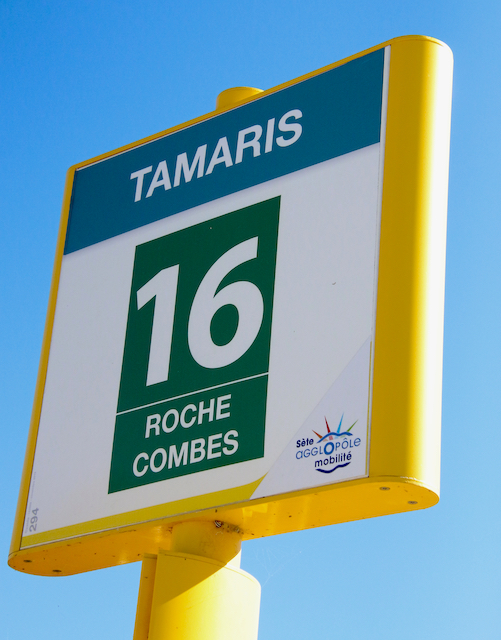 TAMARIS
16
ROCHE
COMBES
Sète
AGGLOPÔLE
mobilité
294